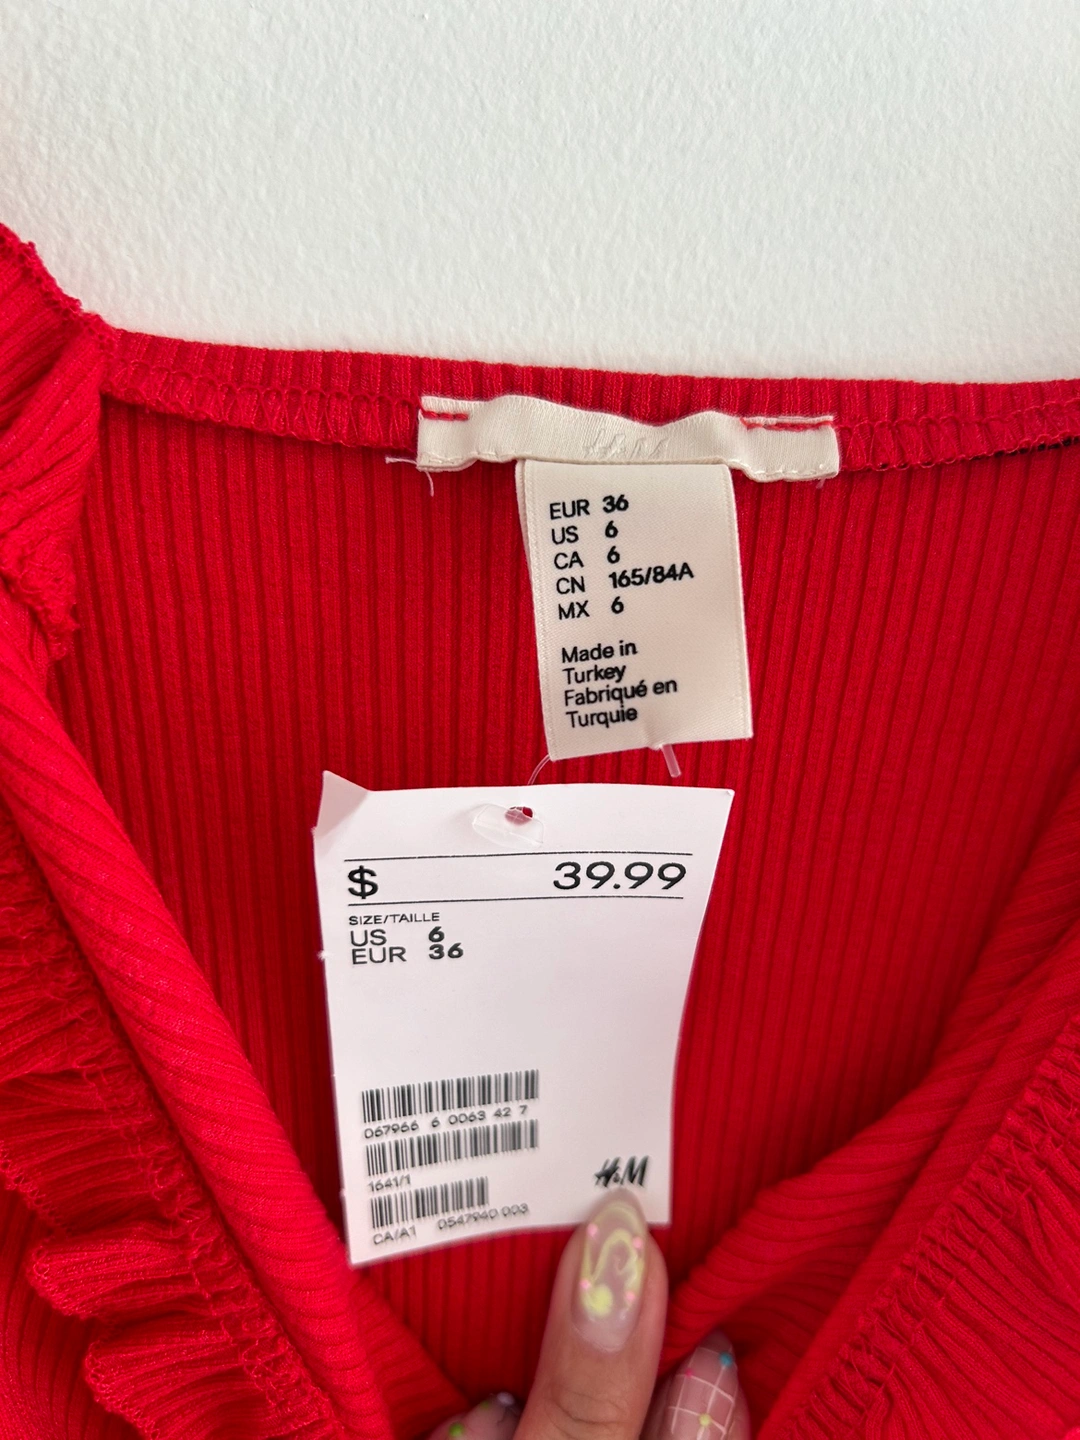 H&M
EUR 36
US 6
CA 6
CN 165/84A
MX 6
Made in
Turkey
Fabriqué en
Turquie
$ 39.99
SIZE/TAILLE
US 6
EUR 36
067966 6 0063 42 7
1641/1
CA/A1 0547940 003
H&M